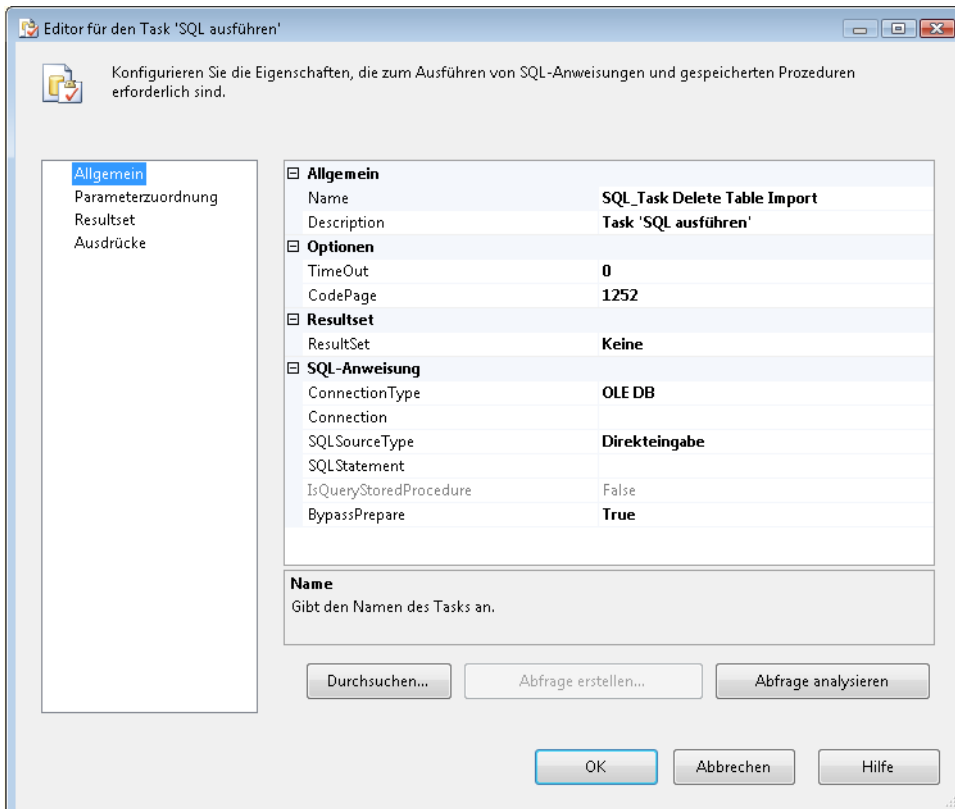 Editor für den Task 'SQL ausführen'
Konfigurieren Sie die Eigenschaften, die zum Ausführen von SQL-Anweisungen und gespeicherten Prozeduren
erforderlich sind.
Allgemein
Parameterzuordnung
Resultset
Ausdrücke
Allgemein
Name SQL_Task Delete Table Import
Description Task 'SQL ausführen'
Optionen
TimeOut 0
CodePage 1252
Resultset
ResultSet Keine
SQL-Anweisung
ConnectionType OLE DB
Connection
SQLSourceType Direkteingabe
SQLStatement
IsQueryStoredProcedure False
BypassPrepare True
Name
Gibt den Namen des Tasks an.
Durchsuchen... Abfrage erstellen... Abfrage analysieren
OK Abbrechen Hilfe